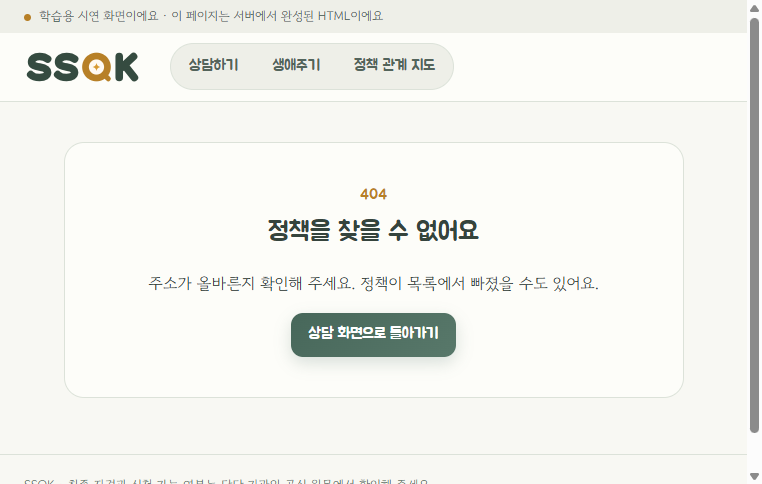 학습용 시연 화면이에요 · 이 페이지는 서버에서 완성된 HTML이에요
SSOK
상담하기 생애주기 정책 관계 지도
404
정책을 찾을 수 없어요
주소가 올바른지 확인해 주세요. 정책이 목록에서 빠졌을 수도 있어요.
상담 화면으로 돌아가기